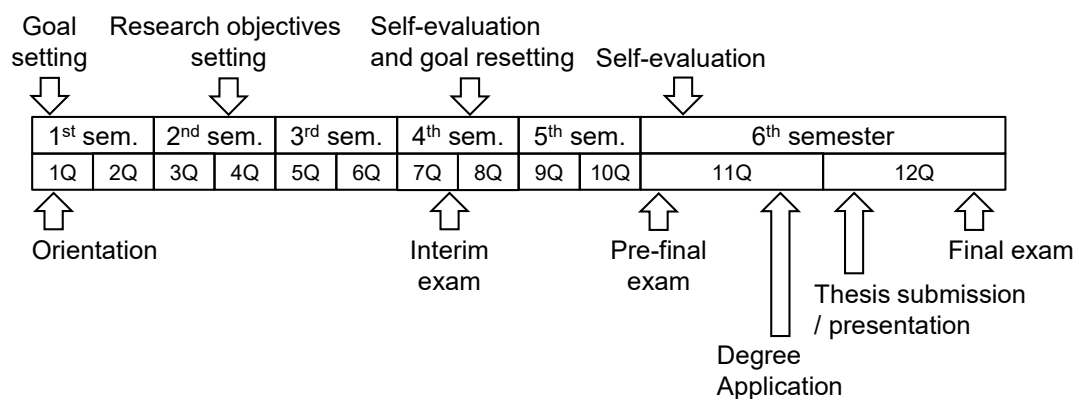 Goal
setting
Research objectives
setting
Self-evaluation
and goal resetting
Self-evaluation
1st sem.
2nd sem.
3rd sem.
4th sem.
5th sem.
6th semester
1Q
2Q
3Q
4Q
5Q
6Q
7Q
8Q
9Q
10Q
11Q
12Q
Orientation
Interim
exam
Pre-final
exam
Final exam
Thesis submission
/ presentation
Degree
Application